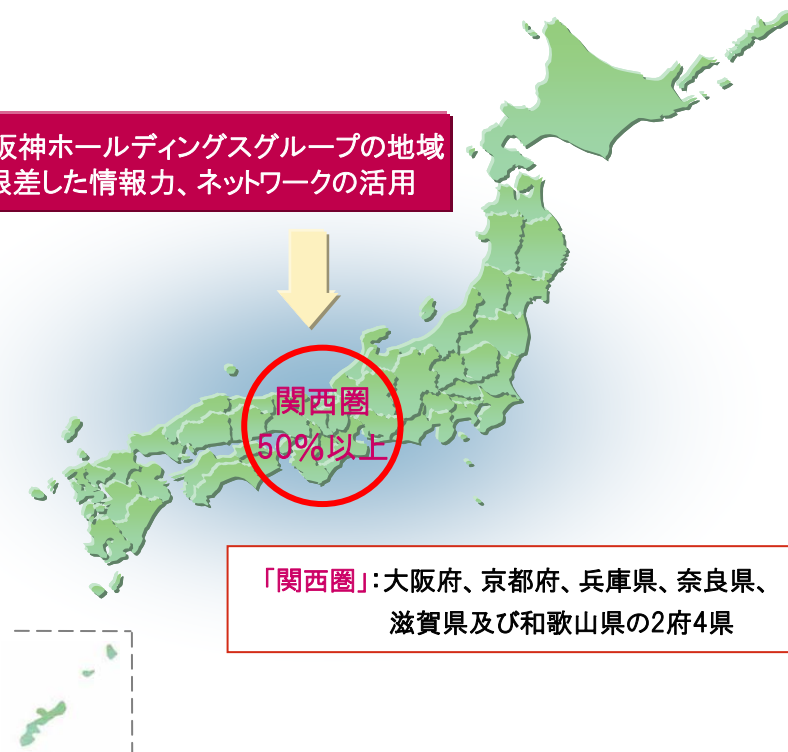 阪神ホールディングスグループの地域
根差した情報力、ネットワークの活用
関西圏
50%以上
「関西圏」:大阪府、京都府、兵庫県、奈良県、
滋賀県及び和歌山県の2府4県